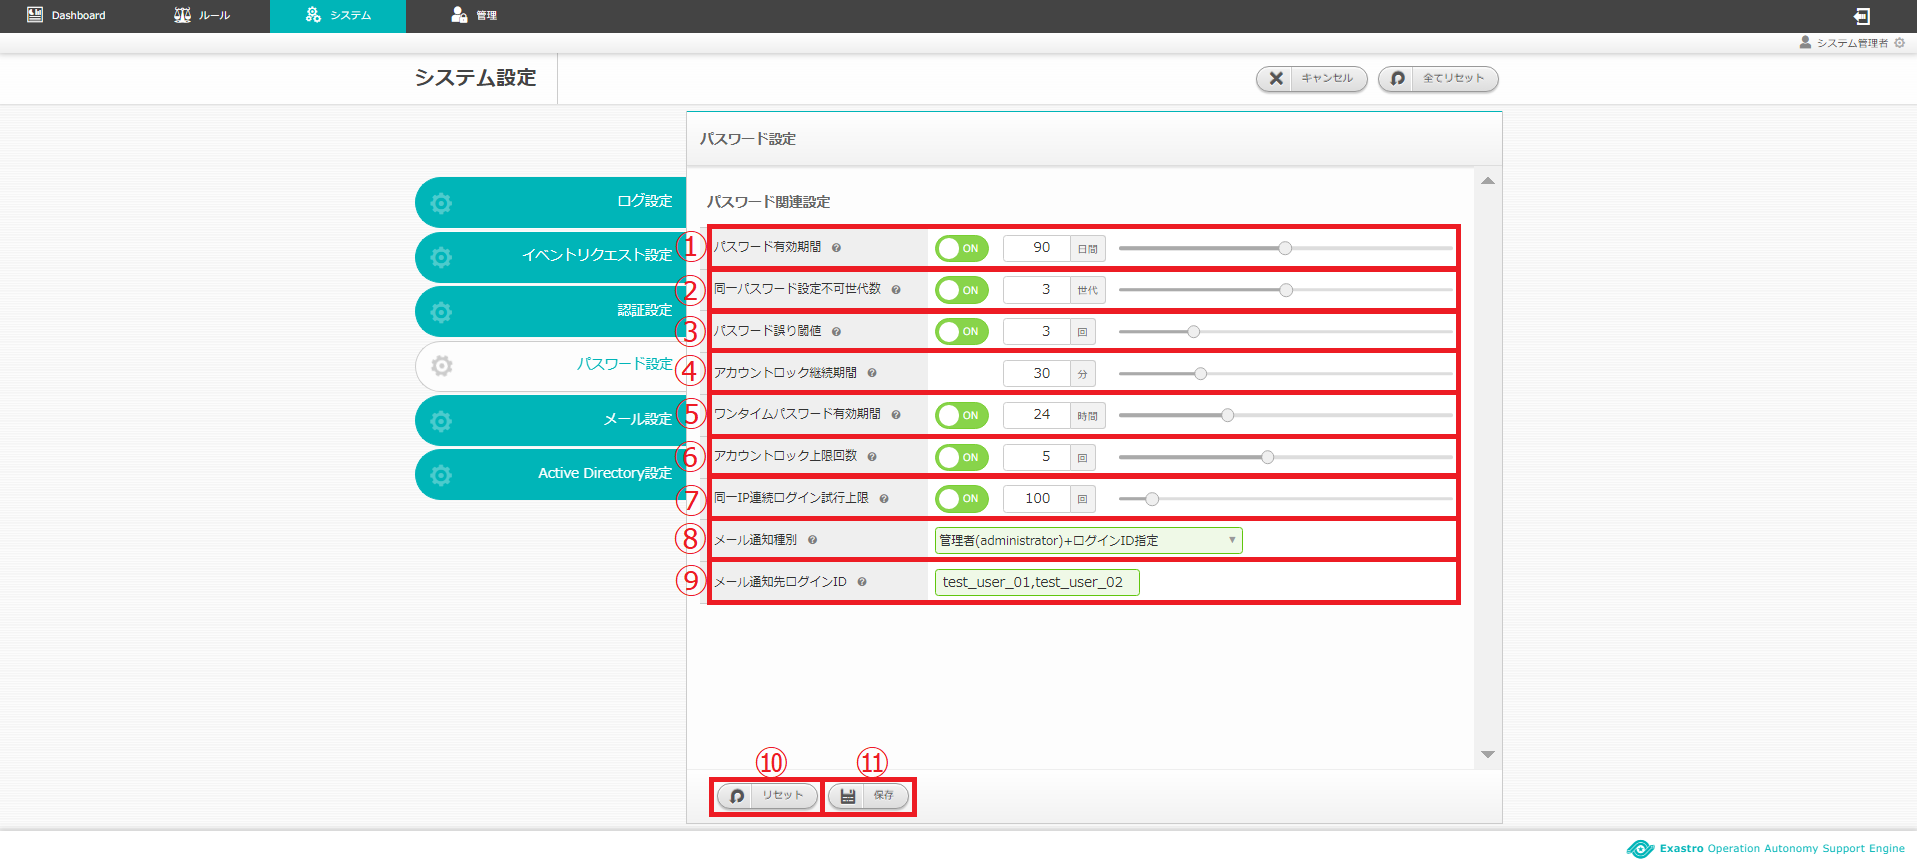 Dashboard ルール システム 管理
システム管理者
システム設定 キャンセル 全てリセット
パスワード設定
ログ設定
イベントリクエスト設定
認証設定
パスワード設定
メール設定
Active Directory設定
パスワード関連設定
① パスワード有効期間 ON 90 日間
② 同一パスワード設定不可世代数 ON 3 世代
③ パスワード誤り閾値 ON 3 回
④ アカウントロック継続期間 30 分
⑤ ワンタイムパスワード有効期間 ON 24 時間
⑥ アカウントロック上限回数 ON 5 回
⑦ 同一IP連続ログイン試行上限 ON 100 回
⑧ メール通知種別 管理者(administrator)+ログインID指定
⑨ メール通知先ログインID test_user_01,test_user_02
⑩ ⑪
リセット 保存
Exastro Operation Autonomy Support Engine